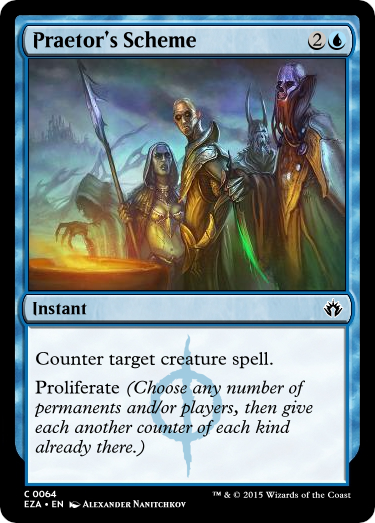 Praetor's Scheme 2
Instant
Counter target creature spell.
Proliferate (Choose any number of
permanents and/or players, then give
each another counter of each kind
already there.)
C 0064
EZA • EN Alexander Nanitchkov
™ & © 2015 Wizards of the Coast